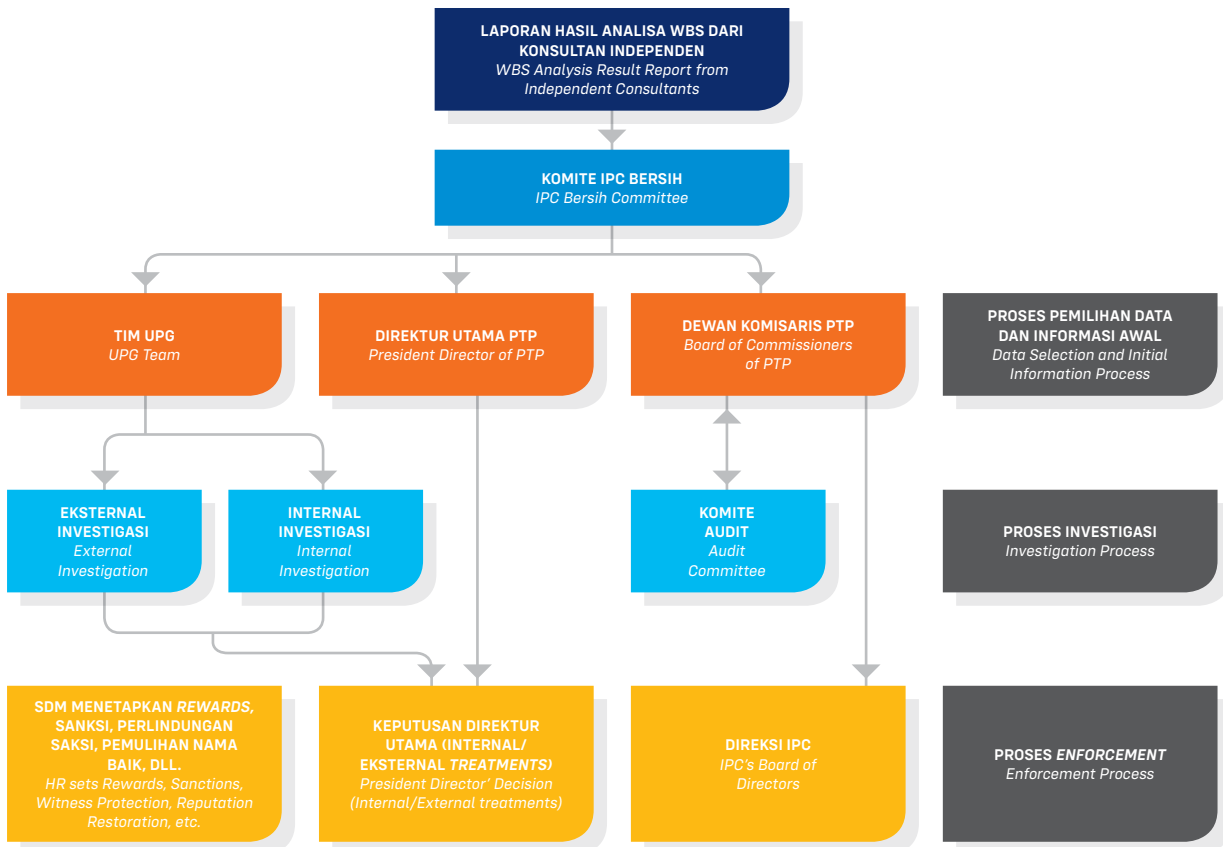 LAPORAN HASIL ANALISA WBS DARI
KONSULTAN INDEPENDEN
WBS Analysis Result Report from
Independent Consultants
KOMITE IPC BERSIH
IPC Bersih Committee
TIM UPG
UPG Team
DIREKTUR UTAMA PTP
President Director of PTP
DEWAN KOMISARIS PTP
Board of Commissioners
of PTP
PROSES PEMILIHAN DATA
DAN INFORMASI AWAL
Data Selection and Initial
Information Process
EKSTERNAL
INVESTIGASI
External
Investigation
INTERNAL
INVESTIGASI
Internal
Investigation
KOMITE
AUDIT
Audit
Committee
PROSES INVESTIGASI
Investigation Process
SDM MENETAPKAN REWARDS,
SANKSI, PERLINDUNGAN
SAKSI, PEMULIHAN NAMA
BAIK, DLL.
HR sets Rewards, Sanctions,
Witness Protection, Reputation
Restoration, etc.
KEPUTUSAN DIREKTUR
UTAMA (INTERNAL/
EKSTERNAL TREATMENTS)
President Director' Decision
(Internal/External treatments)
DIREKSI IPC
IPC's Board of
Directors
PROSES ENFORCEMENT
Enforcement Process